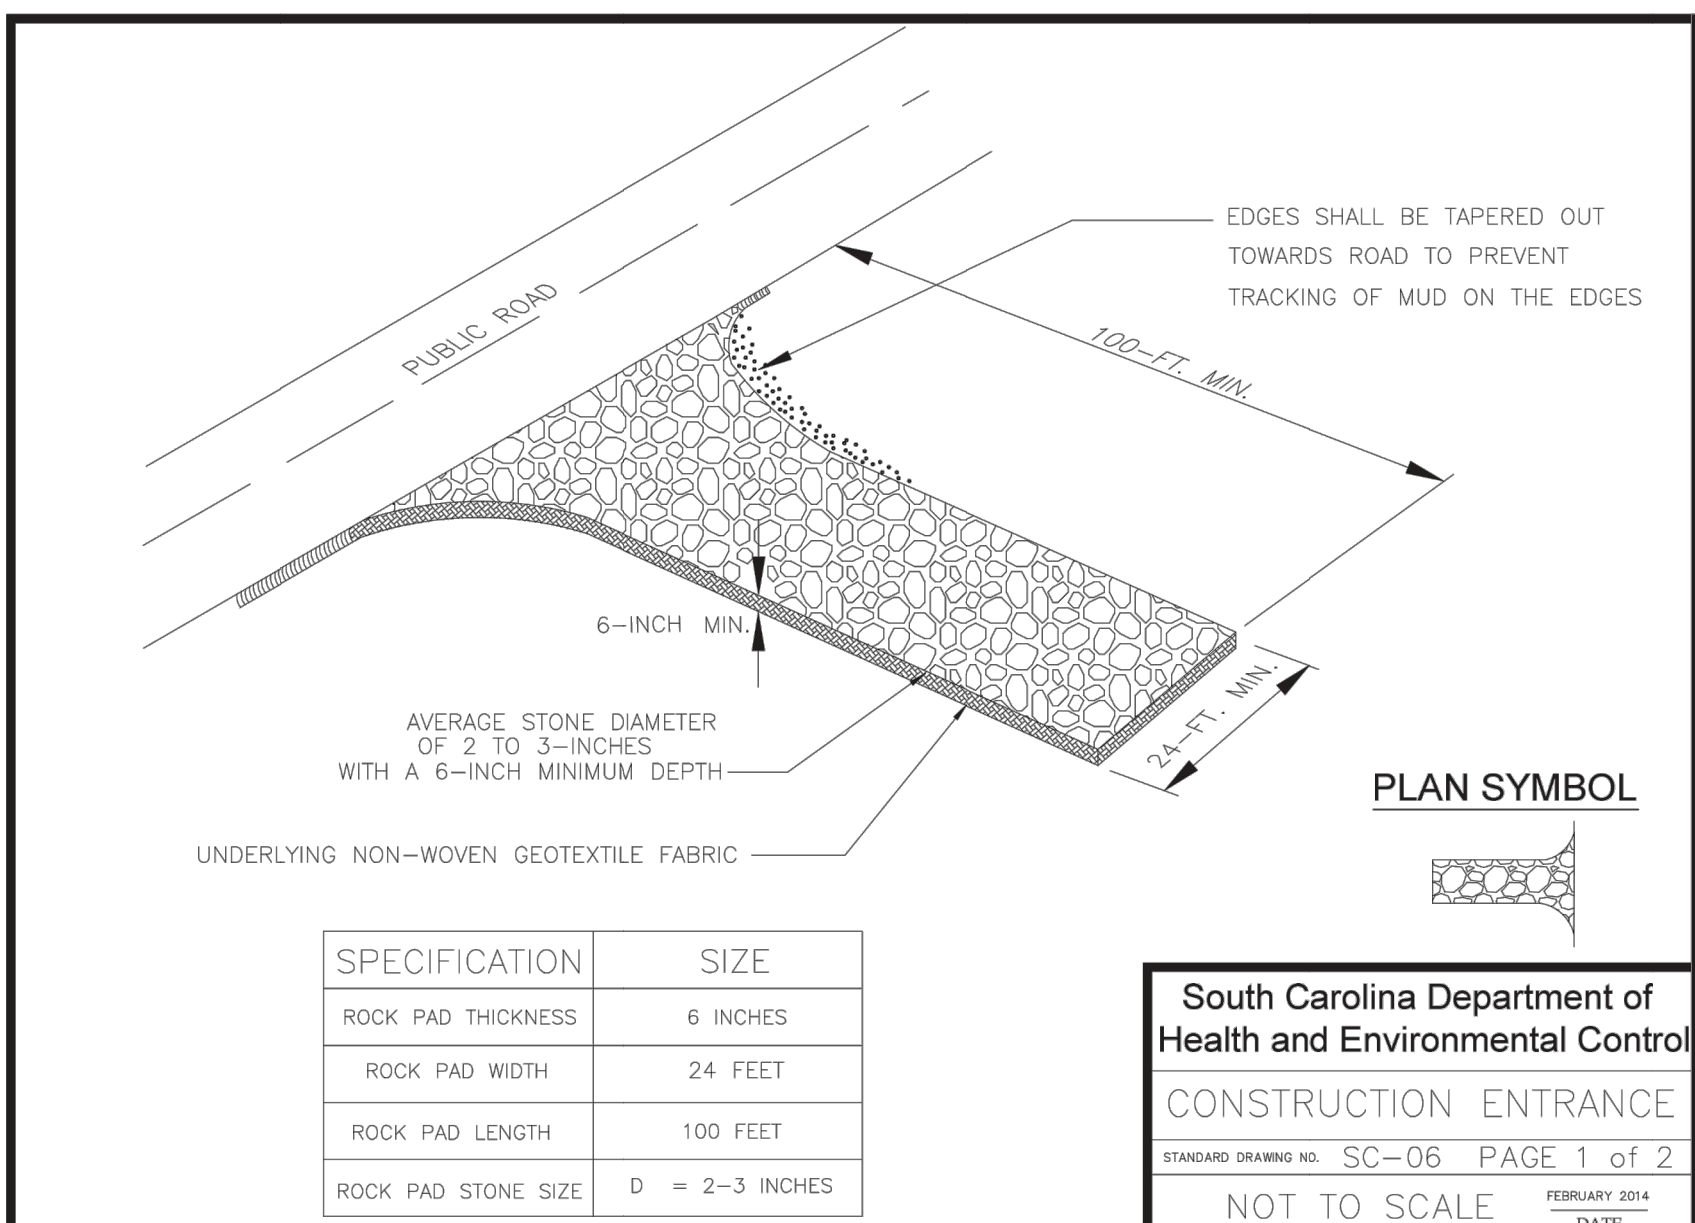 EDGES SHALL BE TAPERED OUT
TOWARDS ROAD TO PREVENT
TRACKING OF MUD ON THE EDGES
PUBLIC ROAD
100-FT. MIN.
6-INCH MIN.
24-FT. MIN.
AVERAGE STONE DIAMETER
OF 2 TO 3-INCHES
WITH A 6-INCH MINIMUM DEPTH
UNDERLYING NON-WOVEN GEOTEXTILE FABRIC
PLAN SYMBOL
SPECIFICATION SIZE
ROCK PAD THICKNESS 6 INCHES
ROCK PAD WIDTH 24 FEET
ROCK PAD LENGTH 100 FEET
ROCK PAD STONE SIZE D = 2-3 INCHES
South Carolina Department of
Health and Environmental Control
CONSTRUCTION ENTRANCE
STANDARD DRAWING NO. SC-06 PAGE 1 of 2
NOT TO SCALE FEBRUARY 2014
DATE